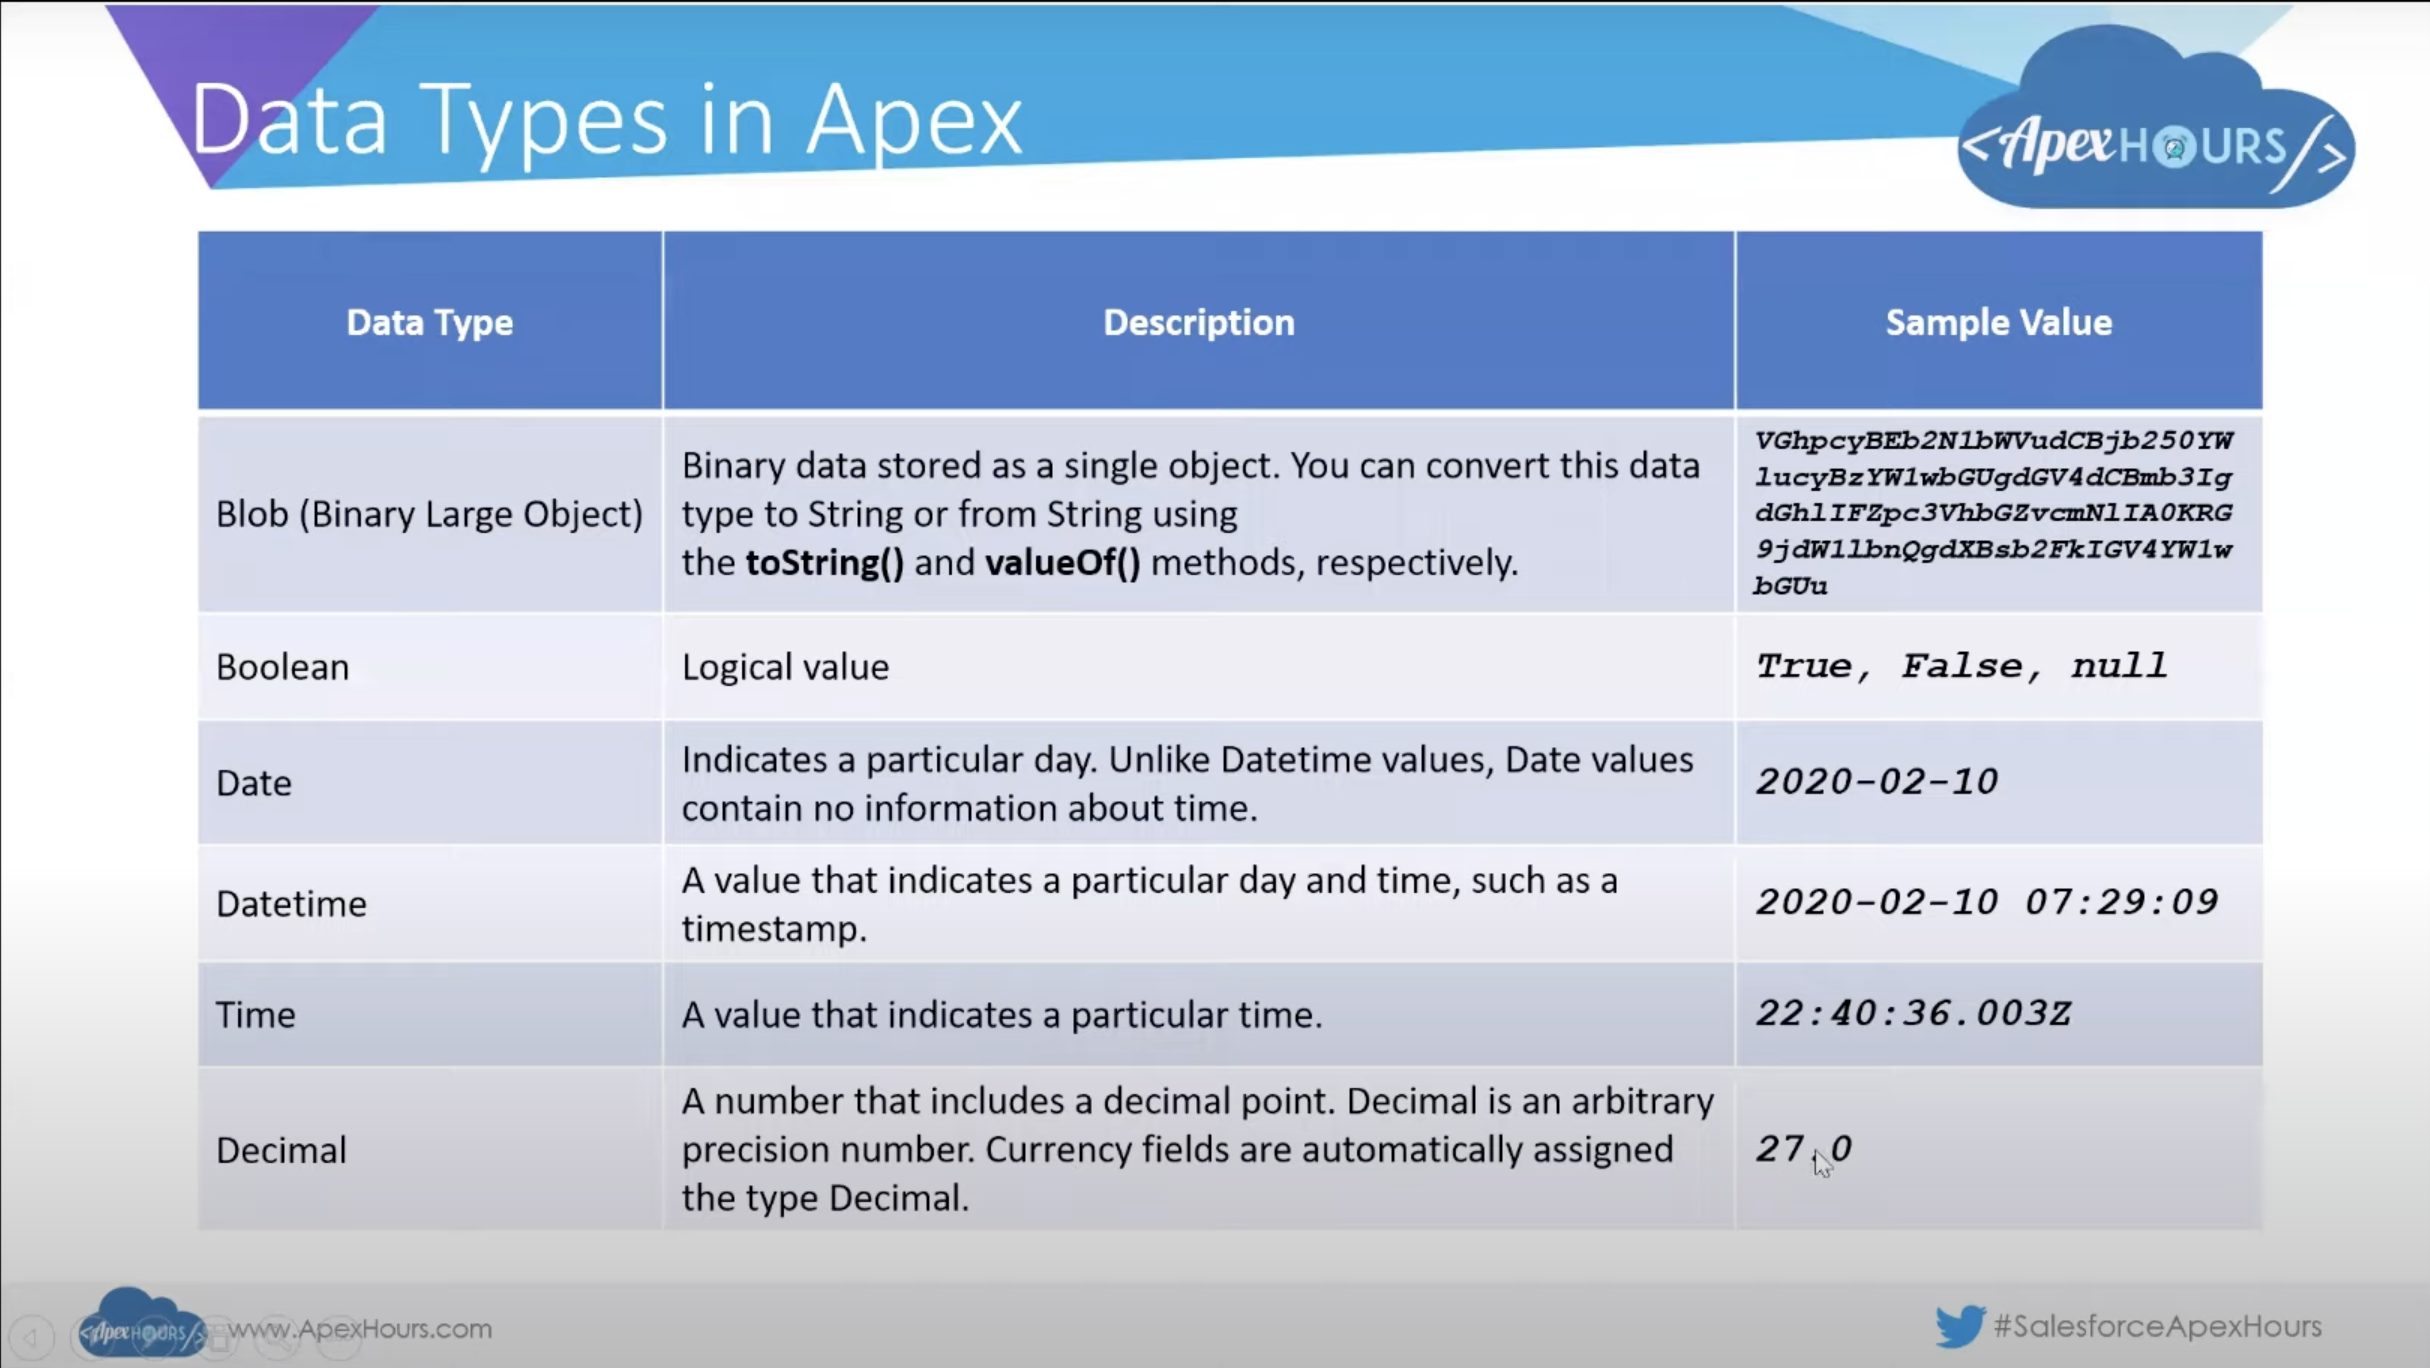 Data Types in Apex
<ApexHOURS/>
Data Type
Description
Sample Value
Blob (Binary Large Object)
Binary data stored as a single object. You can convert this data
type to String or from String using
the toString() and valueOf() methods, respectively.
VGhpcyBEb2N1bWVudCBjb250YW
lucyBzYW1wbGUgdGV4dCBmb3Ig
dGhlIFZpc3VhbGZvcmNlIA0KRG
9jdW1lbnQgdXBsb2FkIGV4YW1w
bGUu
Boolean
Logical value
True, False, null
Date
Indicates a particular day. Unlike Datetime values, Date values
contain no information about time.
2020-02-10
Datetime
A value that indicates a particular day and time, such as a
timestamp.
2020-02-10 07:29:09
Time
A value that indicates a particular time.
22:40:36.003Z
Decimal
A number that includes a decimal point. Decimal is an arbitrary
precision number. Currency fields are automatically assigned
the type Decimal.
27.0
<ApexHOURS/>
www.ApexHours.com
#SalesforceApexHours